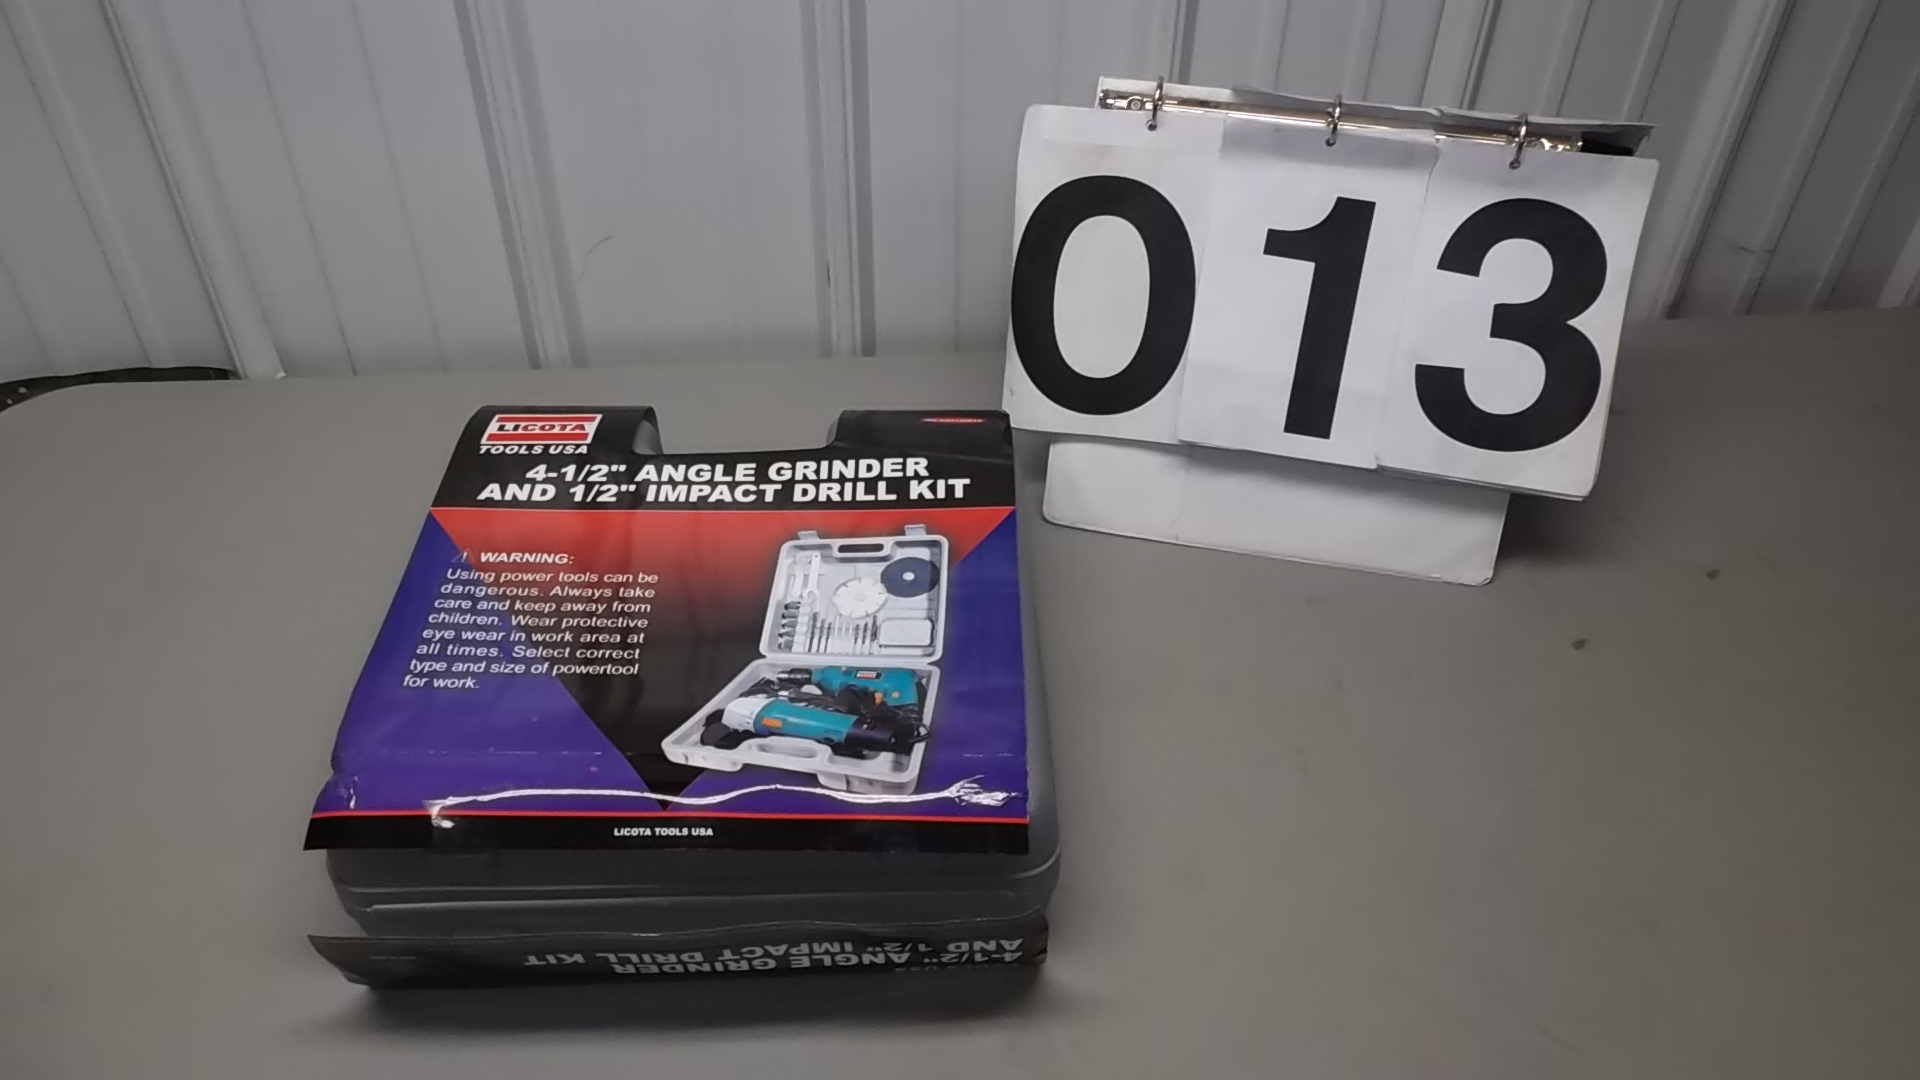 LICOTA
TOOLS USA
4-1/2" ANGLE GRINDER
AND 1/2" IMPACT DRILL KIT
WARNING:
Using power tools can be
dangerous. Always take
care and keep away from
children. Wear protective
eye wear in work area at
all times. Select correct
type and size of powertool
for work.
LICOTA TOOLS USA
4-1/2" ANGLE GRINDER
AND 1/2" IMPACT DRILL KIT
013